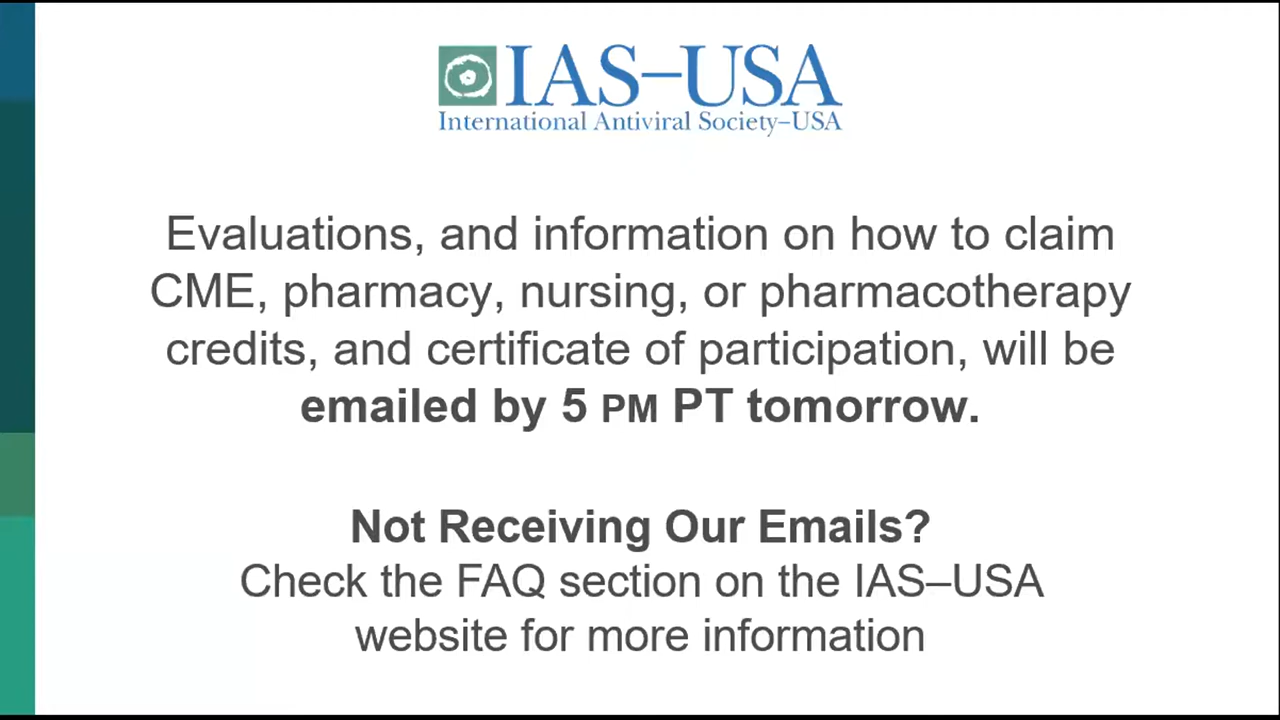 IAS–USA
International Antiviral Society–USA
Evaluations, and information on how to claim
CME, pharmacy, nursing, or pharmacotherapy
credits, and certificate of participation, will be
emailed by 5 PM PT tomorrow.
Not Receiving Our Emails?
Check the FAQ section on the IAS–USA
website for more information